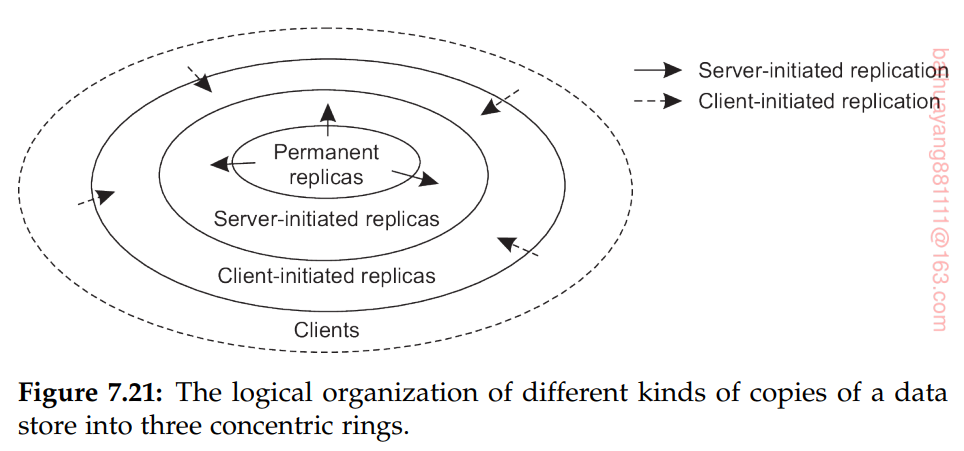 Server-initiated replication
Client-initiated replication
Permanent
replicas
Server-initiated replicas
Client-initiated replicas
Clients
Figure 7.21: The logical organization of different kinds of copies of a data
store into three concentric rings.
baihuayang881111@163.com